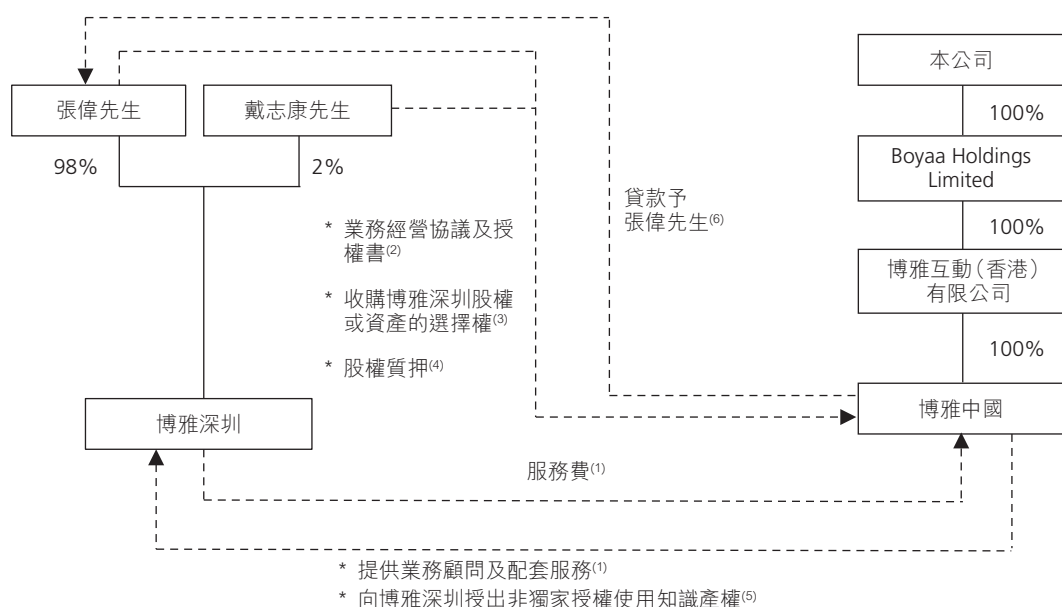 本公司
張偉先生
戴志康先生
100%
98%
2%
Boyaa Holdings
Limited
貸款予
張偉先生(6)
* 業務經營協議及授
權書(2)
100%
博雅互動(香港)
有限公司
* 收購博雅深圳股權
或資產的選擇權(3)
100%
* 股權質押(4)
博雅深圳
博雅中國
服務費(1)
* 提供業務顧問及配套服務(1)
* 向博雅深圳授出非獨家授權使用知識產權(5)